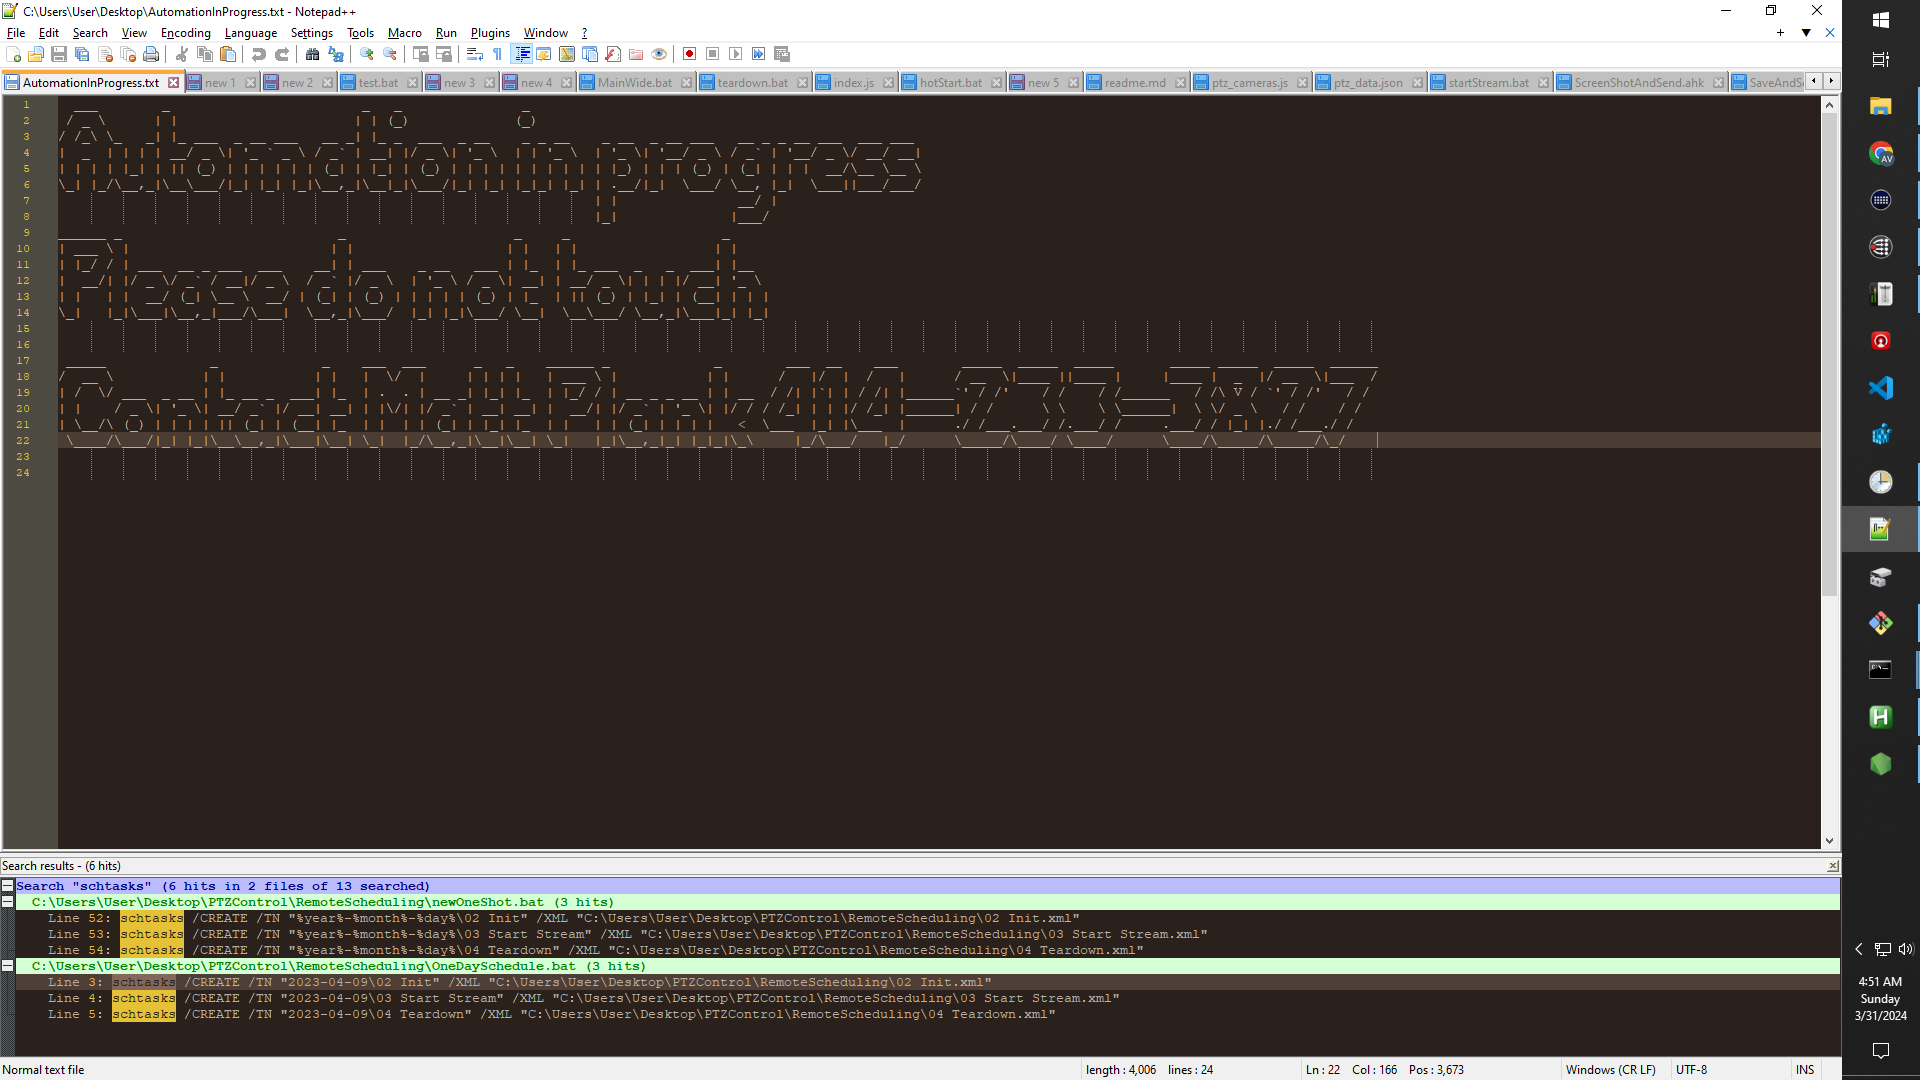 C:\Users\User\Desktop\AutomationInProgress.txt - Notepad++
File Edit Search View Encoding Language Settings Tools Macro Run Plugins Window ?
AutomationInProgress.txt new 1 new 2 test.bat new 3 new 4 MainWide.bat teardown.bat index.js hotStart.bat new 5 readme.md ptz_cameras.js ptz_data.json startStream.bat ScreenShotAndSend.ahk SaveAndSe
1
2
3
4
5
6
7
8
9
10
11
12
13
14
15
16
17
18
19
20
21
22
23
24
Automation in progress
Please do not touch
Search results - (6 hits)
Search "schtasks" (6 hits in 2 files of 13 searched)
C:\Users\User\Desktop\PTZControl\RemoteScheduling\newOneShot.bat (3 hits)
Line 52: schtasks /CREATE /TN "%year%-%month%-%day%\02 Init" /XML "C:\Users\User\Desktop\PTZControl\RemoteScheduling\02 Init.xml"
Line 53: schtasks /CREATE /TN "%year%-%month%-%day%\03 Start Stream" /XML "C:\Users\User\Desktop\PTZControl\RemoteScheduling\03 Start Stream.xml"
Line 54: schtasks /CREATE /TN "%year%-%month%-%day%\04 Teardown" /XML "C:\Users\User\Desktop\PTZControl\RemoteScheduling\04 Teardown.xml"
C:\Users\User\Desktop\PTZControl\RemoteScheduling\OneDaySchedule.bat (3 hits)
Line 3: schtasks /CREATE /TN "2023-04-09\02 Init" /XML "C:\Users\User\Desktop\PTZControl\RemoteScheduling\02 Init.xml"
Line 4: schtasks /CREATE /TN "2023-04-09\03 Start Stream" /XML "C:\Users\User\Desktop\PTZControl\RemoteScheduling\03 Start Stream.xml"
Line 5: schtasks /CREATE /TN "2023-04-09\04 Teardown" /XML "C:\Users\User\Desktop\PTZControl\RemoteScheduling\04 Teardown.xml"
Normal text file length : 4,006 lines : 24 Ln : 22 Col : 166 Pos : 3,673 Windows (CR LF) UTF-8 INS
AV
4:51 AM
Sunday
3/31/2024